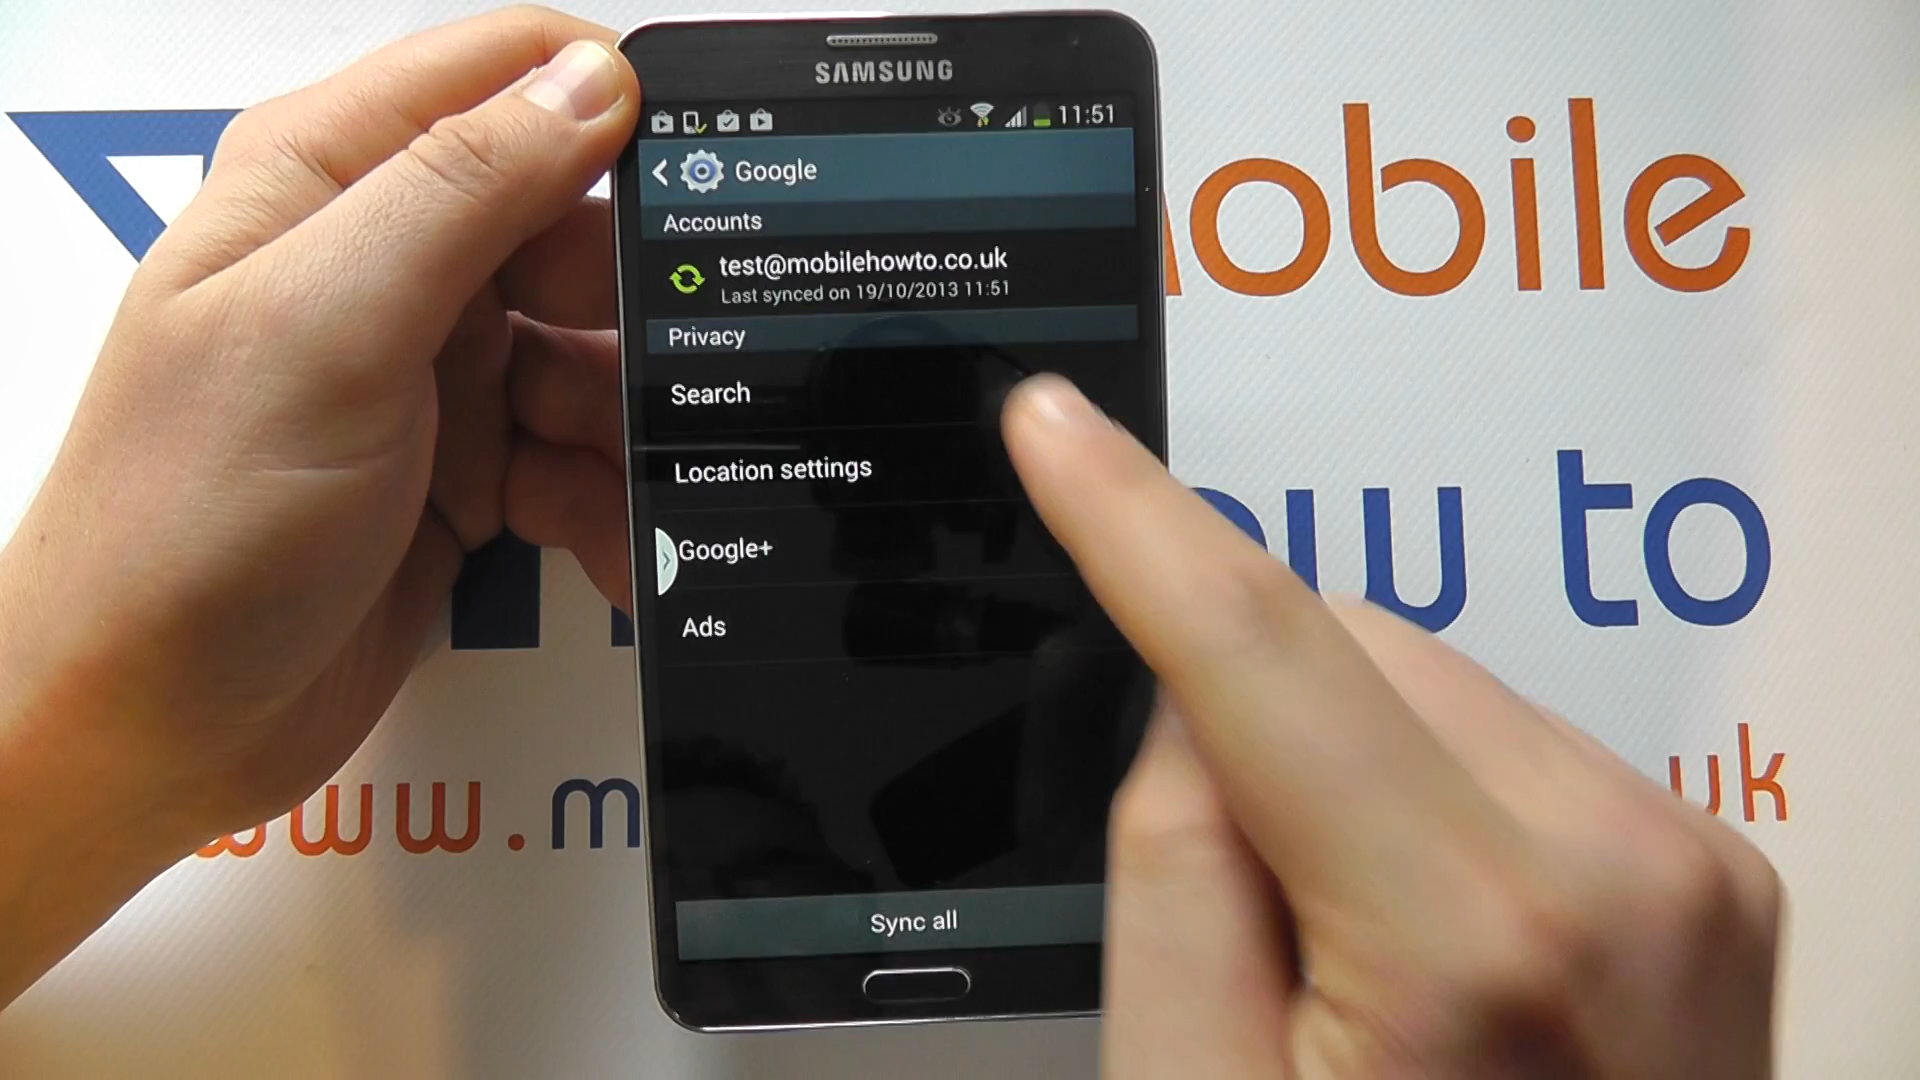 SAMSUNG
11:51
Google
Accounts
test@mobilehowto.co.uk
Last synced on 19/10/2013 11:51
Privacy
Search
Location settings
Google+
Ads
Sync all
obile
w to
www.m
uk